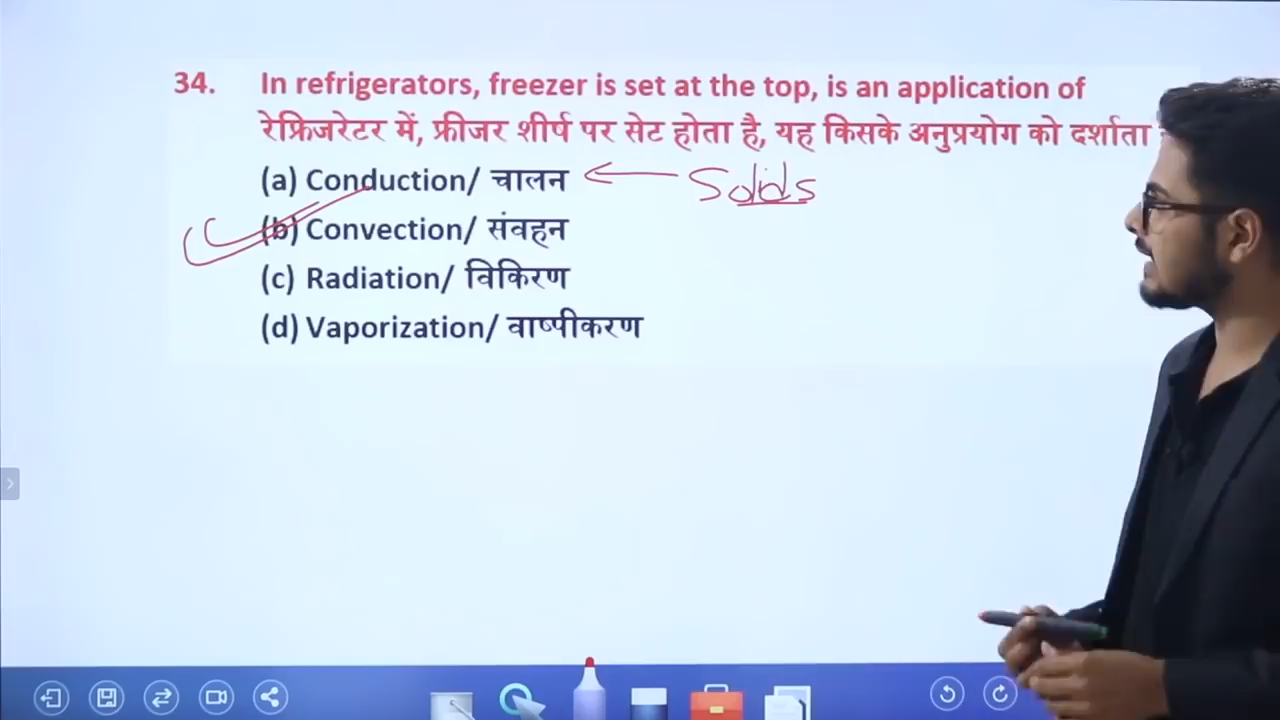 34. In refrigerators, freezer is set at the top, is an application of
रेफ्रिजरेटर में, फ्रीजर शीर्ष पर सेट होता है, यह किसके अनुप्रयोग को दर्शाता
(a) Conduction/ चालन ← Solids
(b) Convection/ संवहन
(c) Radiation/ विकिरण
(d) Vaporization/ वाष्पीकरण